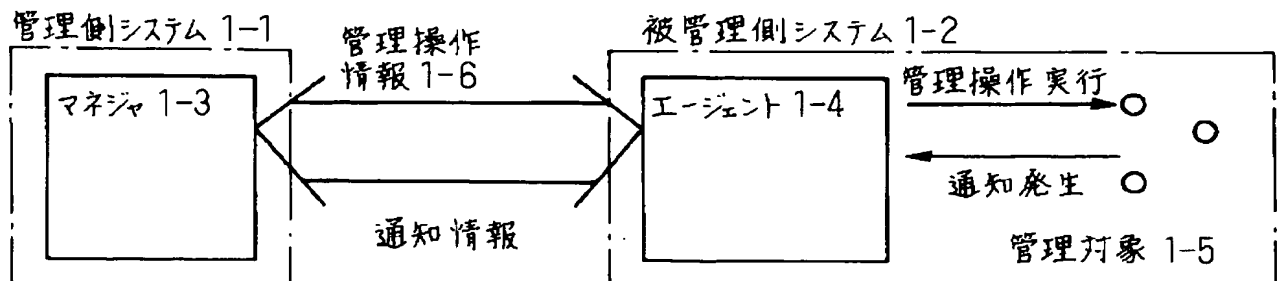 管理側システム 1-1
管理操作
情報 1-6
被管理側システム 1-2
マネジャ 1-3
エージェント 1-4
管理操作実行
通知発生
通知情報
管理対象 1-5